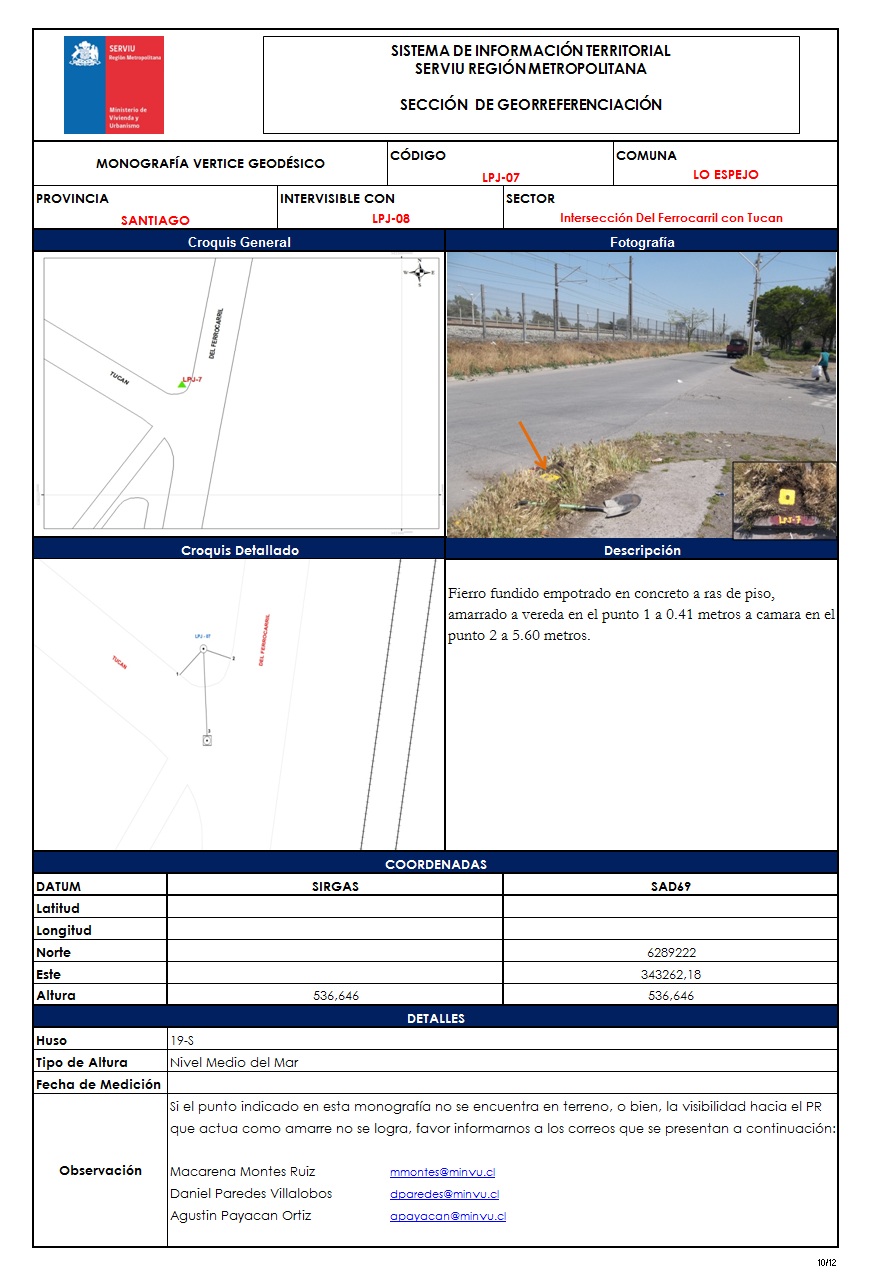 SERVIU
Región Metropolitana
Ministerio de
Vivienda y
Urbanismo
SISTEMA DE INFORMACIÓN TERRITORIAL
SERVIU REGIÓN METROPOLITANA
SECCIÓN DE GEORREFERENCIACIÓN
MONOGRAFÍA VERTICE GEODÉSICO
CÓDIGO
LPJ-07
COMUNA
LO ESPEJO
PROVINCIA
SANTIAGO
INTERVISIBLE CON
LPJ-08
SECTOR
Intersección Del Ferrocarril con Tucan
Croquis General
Fotografía
N
W E
S
DEL FERROCARRIL
LPJ-7
TUCAN
LPJ-7
Croquis Detallado
Descripción
Fierro fundido empotrado en concreto a ras de piso,
amarrado a vereda en el punto 1 a 0.41 metros a camara en el
punto 2 a 5.60 metros.
LPJ-07
DEL FERROCARRIL
TUCAN
1
2
3
COORDENADAS
DATUM SIRGAS SAD69
Latitud
Longitud
Norte 6289222
Este 343262,18
Altura 536,646 536,646
DETALLES
Huso 19-S
Tipo de Altura Nivel Medio del Mar
Fecha de Medición
Observación
Si el punto indicado en esta monografía no se encuentra en terreno, o bien, la visibilidad hacia el PR
que actua como amarre no se logra, favor informarnos a los correos que se presentan a continuación:
Macarena Montes Ruiz mmontes@minvu.cl
Daniel Paredes Villalobos dparedes@minvu.cl
Agustin Payacan Ortiz apayacan@minvu.cl
10/12